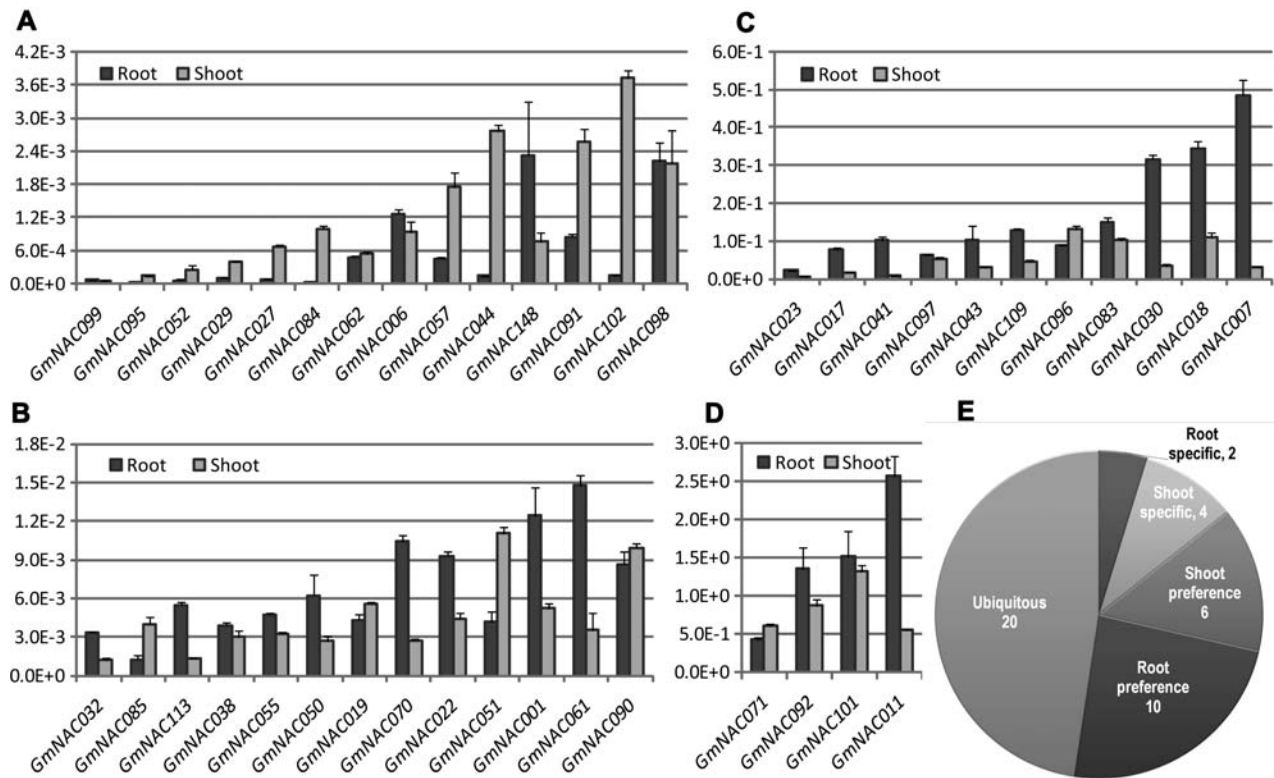 A
4.2E-3
3.6E-3
3.0E-3
2.4E-3
1.8E-3
1.2E-3
6.0E-4
0.0E+0
Root Shoot
GmNAC099 GmNAC095 GmNAC052 GmNAC029 GmNAC027 GmNAC084 GmNAC062 GmNAC006 GmNAC057 GmNAC044 GmNAC148 GmNAC091 GmNAC102 GmNAC098
C
6.0E-1
5.0E-1
4.0E-1
3.0E-1
2.0E-1
1.0E-1
0.0E+0
Root Shoot
GmNAC023 GmNAC017 GmNAC041 GmNAC097 GmNAC043 GmNAC109 GmNAC096 GmNAC083 GmNAC030 GmNAC018 GmNAC007
B
1.8E-2
1.5E-2
1.2E-2
9.0E-3
6.0E-3
3.0E-3
0.0E+0
Root Shoot
GmNAC032 GmNAC085 GmNAC113 GmNAC038 GmNAC055 GmNAC050 GmNAC019 GmNAC070 GmNAC022 GmNAC051 GmNAC001 GmNAC061 GmNAC090
D
3.0E+0
2.5E+0
2.0E+0
1.5E+0
1.0E+0
5.0E-1
0.0E+0
Root Shoot
GmNAC071 GmNAC092 GmNAC101 GmNAC011
E
Root
specific, 2
Shoot
specific, 4
Shoot
preference
6
Root
preference
10
Ubiquitous
20